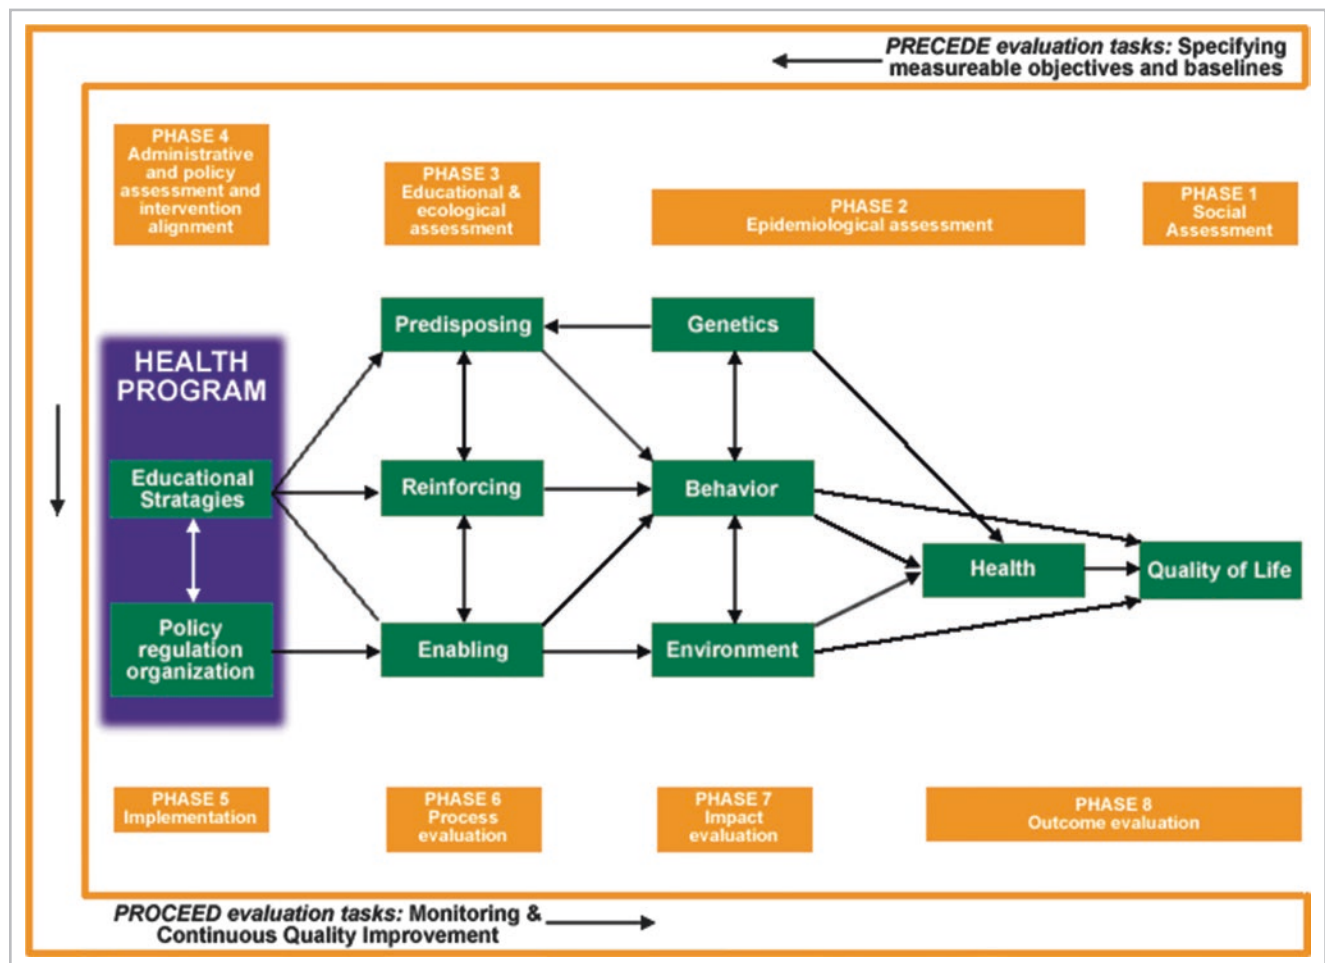 PRECEDE evaluation tasks: Specifying
measureable objectives and baselines
PHASE 4
Administrative
and policy
assessment and
intervention
alignment
PHASE 3
Educational &
ecological
assessment
PHASE 2
Epidemiological assessment
PHASE 1
Social
Assessment
HEALTH
PROGRAM
Educational
Stratagies
Policy
regulation
organization
Predisposing
Reinforcing
Enabling
Genetics
Behavior
Environment
Health
Quality of Life
PHASE 5
Implementation
PHASE 6
Process
evaluation
PHASE 7
Impact
evaluation
PHASE 8
Outcome evaluation
PROCEED evaluation tasks: Monitoring &
Continuous Quality Improvement